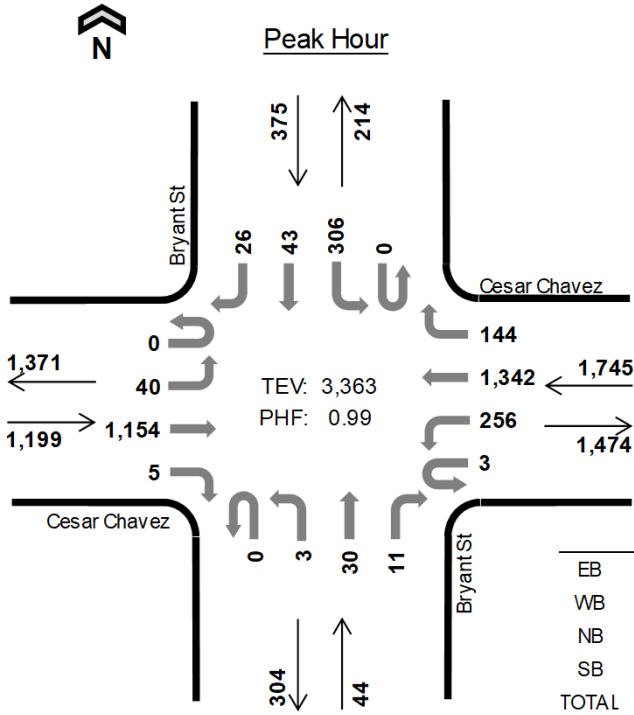 N
Peak Hour
375
214
Bryant St
26
43
306
0
Cesar Chavez
0
144
1,371
40
TEV: 3,363
1,342
1,745
1,199
1,154
PHF: 0.99
256
1,474
5
3
Cesar Chavez
0
3
30
11
Bryant St
EB
WB
NB
SB
TOTAL
304
44